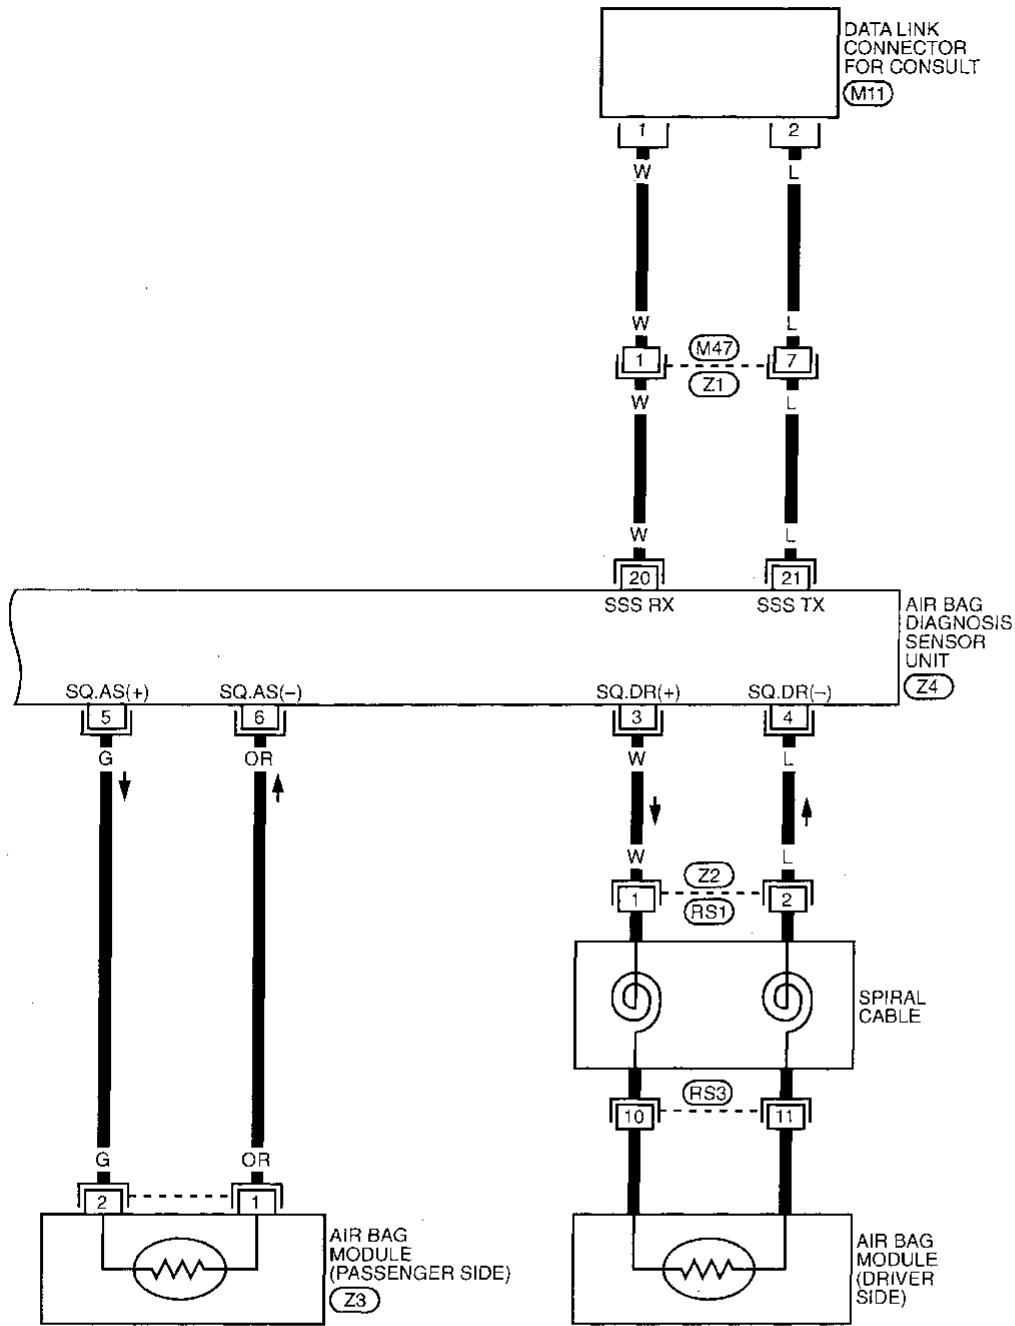 DATA LINK
CONNECTOR
FOR CONSULT
M11
1 2
W L
W L
1 M47 7
Z1
W L
W L
20 21
SSS RX SSS TX
AIR BAG
DIAGNOSIS
SENSOR
UNIT
Z4
SQ.AS(+) SQ.AS(−) SQ.DR(+) SQ.DR(−)
5 6 3 4
G OR W L
W L
Z2
1 2
RS1
SPIRAL
CABLE
RS3
10 11
G OR
2 1
AIR BAG
MODULE
(PASSENGER SIDE)
Z3
AIR BAG
MODULE
(DRIVER
SIDE)